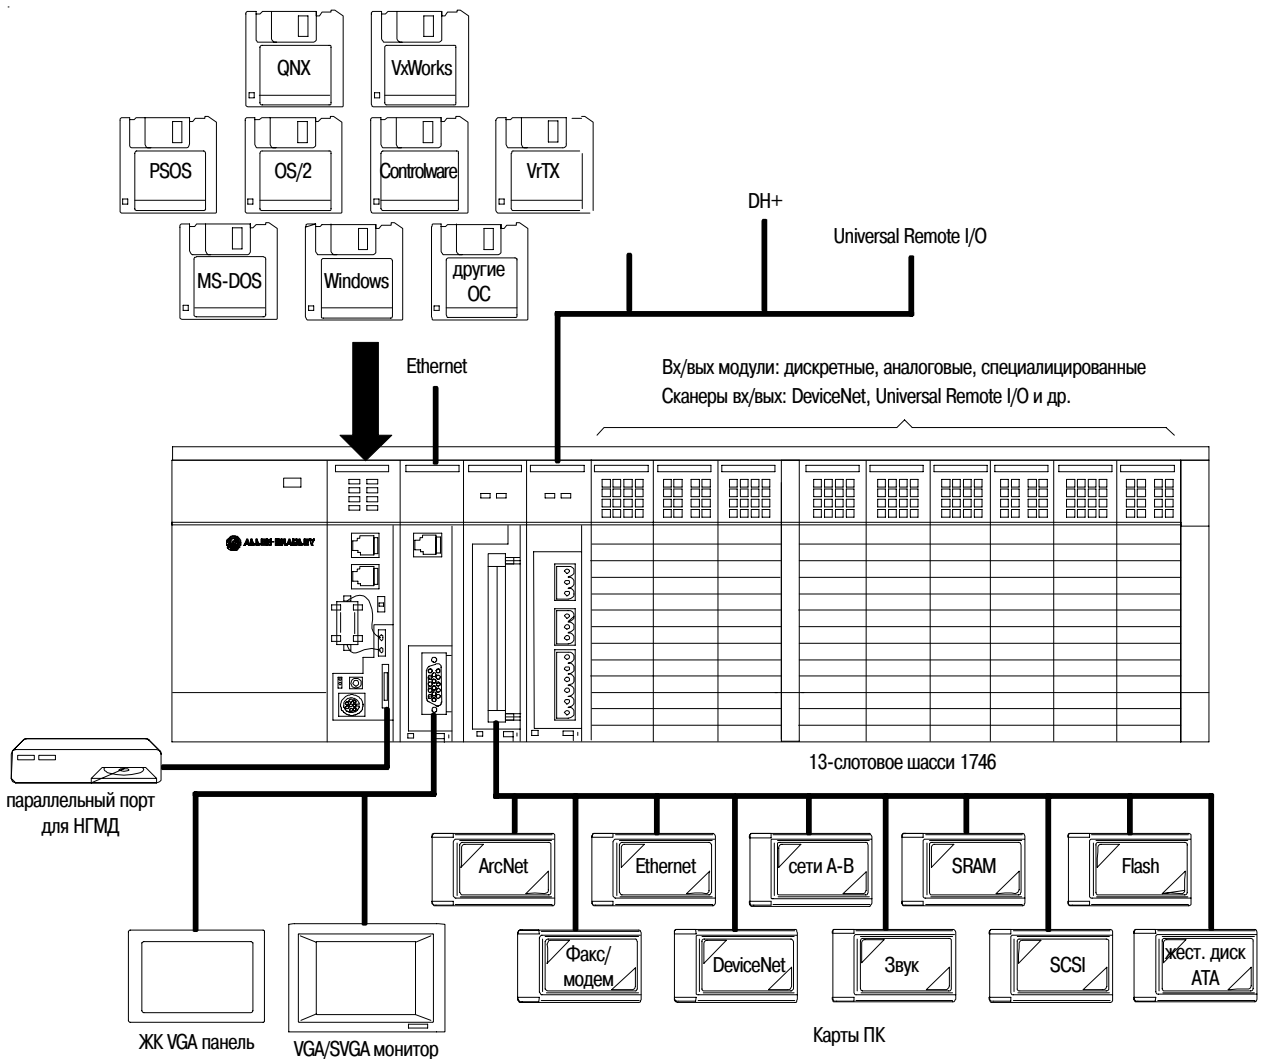 QNX
VxWorks
PSOS
OS/2
Controlware
VrTX
MS-DOS
Windows
другие
ОС
DH+
Universal Remote I/O
Ethernet
Вх/вых модули: дискретные, аналоговые, специалицированные
Сканеры вх/вых: DeviceNet, Universal Remote I/O и др.
ALLEN-BRADLEY
13-слотовое шасси 1746
параллельный порт
для НГМД
ArcNet
Ethernet
сети A-B
SRAM
Flash
Факс/
модем
DeviceNet
Звук
SCSI
жест. диск
ATA
ЖК VGA панель
VGA/SVGA монитор
Карты ПК